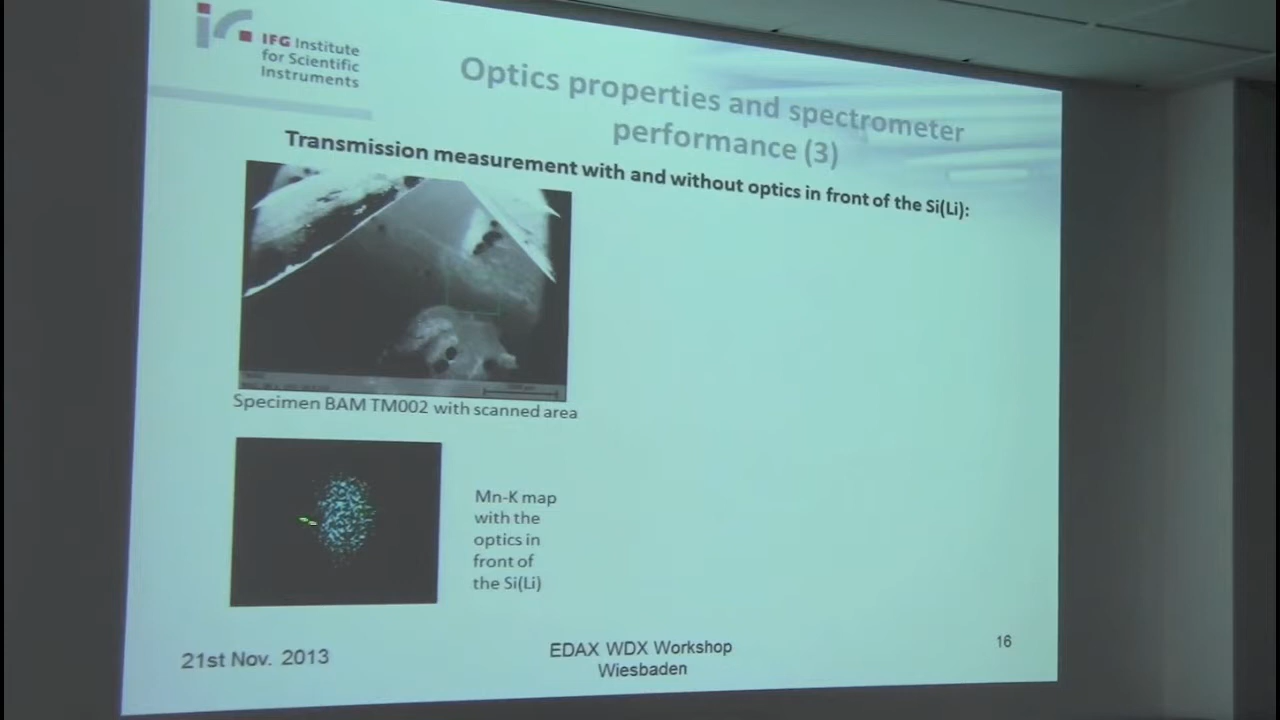 IFG Institute
for Scientific
Instruments
Optics properties and spectrometer
performance (3)
Transmission measurement with and without optics in front of the Si(Li):
Specimen BAM TM002 with scanned area
Mn-K map
with the
optics in
front of
the Si(Li)
21st Nov. 2013
EDAX WDX Workshop
Wiesbaden
16